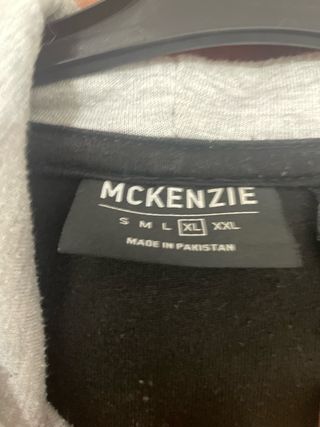 MCKENZIE
S M L XL XXL
MADE IN PAKISTAN